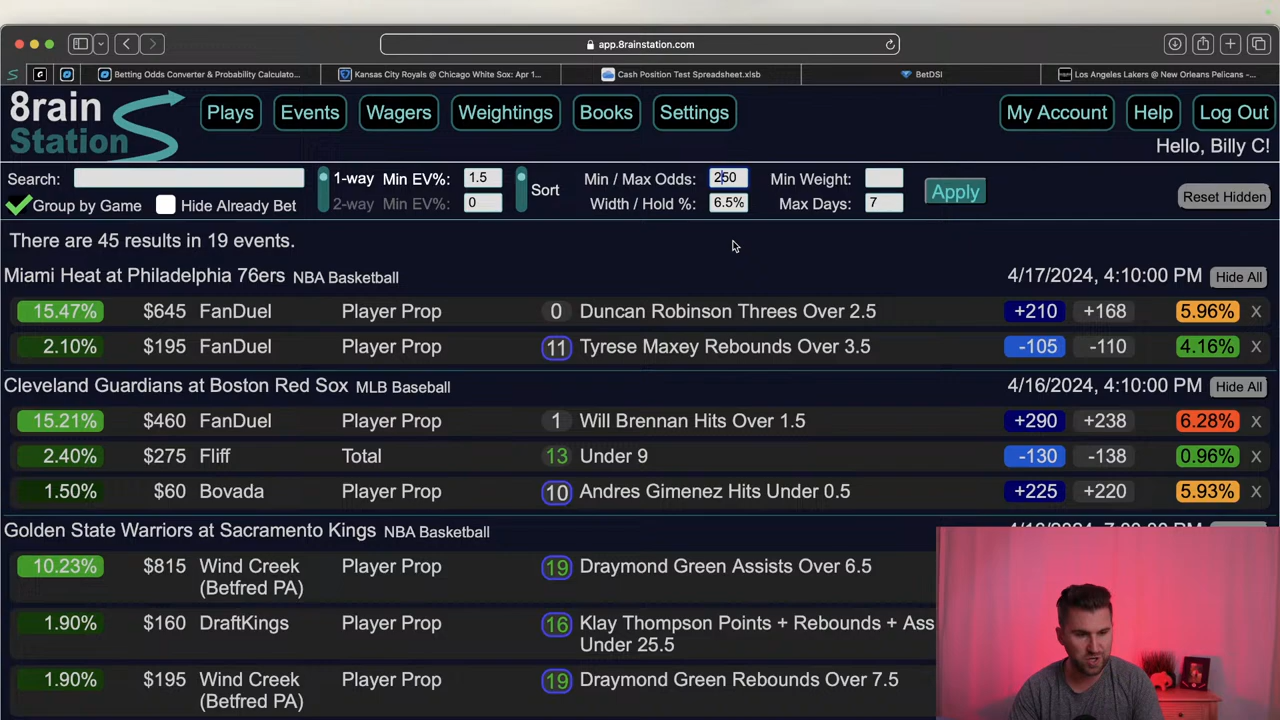 app.8rainstation.com
Betting Odds Converter & Probability Calculato...
Kansas City Royals @ Chicago White Sox: Apr 1...
Cash Position Test Spreadsheet.xlsb
BetDSI
Los Angeles Lakers @ New Orleans Pelicans -...
8rain Station
Plays Events Wagers Weightings Books Settings My Account Help Log Out
Hello, Billy C!
Search: 1-way Min EV%: 1.5 Sort Min / Max Odds: 250 Min Weight: Apply
Group by Game Hide Already Bet 2-way Min EV%: 0 Width / Hold %: 6.5% Max Days: 7 Reset Hidden
There are 45 results in 19 events.
Miami Heat at Philadelphia 76ers NBA Basketball 4/17/2024, 4:10:00 PM Hide All
15.47% $645 FanDuel Player Prop 0 Duncan Robinson Threes Over 2.5 +210 +168 5.96% X
2.10% $195 FanDuel Player Prop 11 Tyrese Maxey Rebounds Over 3.5 -105 -110 4.16% X
Cleveland Guardians at Boston Red Sox MLB Baseball 4/16/2024, 4:10:00 PM Hide All
15.21% $460 FanDuel Player Prop 1 Will Brennan Hits Over 1.5 +290 +238 6.28% X
2.40% $275 Fliff Total 13 Under 9 -130 -138 0.96% X
1.50% $60 Bovada Player Prop 10 Andres Gimenez Hits Under 0.5 +225 +220 5.93% X
Golden State Warriors at Sacramento Kings NBA Basketball
10.23% $815 Wind Creek Player Prop 19 Draymond Green Assists Over 6.5
(Betfred PA)
1.90% $160 DraftKings Player Prop 16 Klay Thompson Points + Rebounds + Ass
Under 25.5
1.90% $195 Wind Creek Player Prop 19 Draymond Green Rebounds Over 7.5
(Betfred PA)